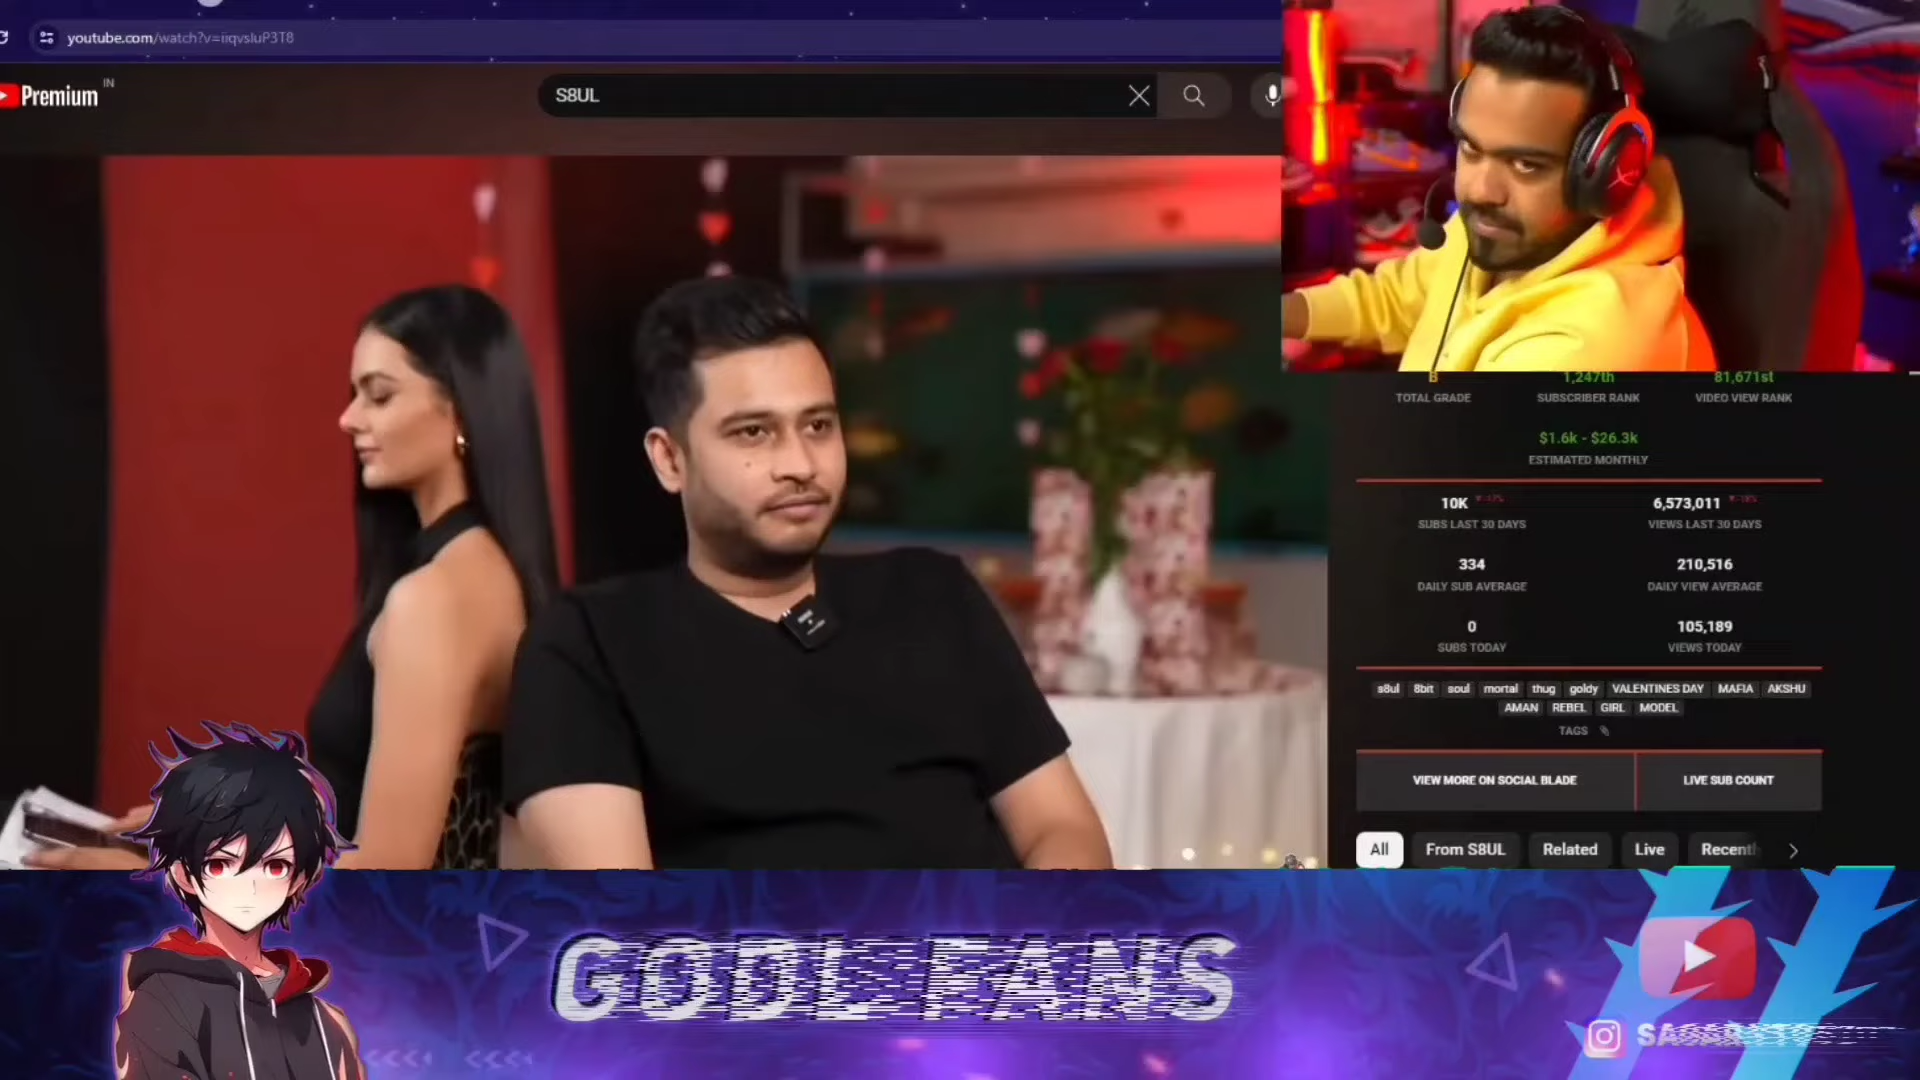 youtube.com/watch?v=iiqvsluP3T8
Premium IN
S8UL
B
1,247th
81,671st
TOTAL GRADE
SUBSCRIBER RANK
VIDEO VIEW RANK
$1.6k - $26.3k
ESTIMATED MONTHLY
10K
6,573,011
SUBS LAST 30 DAYS
VIEWS LAST 30 DAYS
334
210,516
DAILY SUB AVERAGE
DAILY VIEW AVERAGE
0
105,189
SUBS TODAY
VIEWS TODAY
s8ul 8bit soul mortal thug goldy VALENTINES DAY MAFIA AKSHU
AMAN REBEL GIRL MODEL
TAGS
VIEW MORE ON SOCIAL BLADE
LIVE SUB COUNT
All From S8UL Related Live Recent
GODL FANS